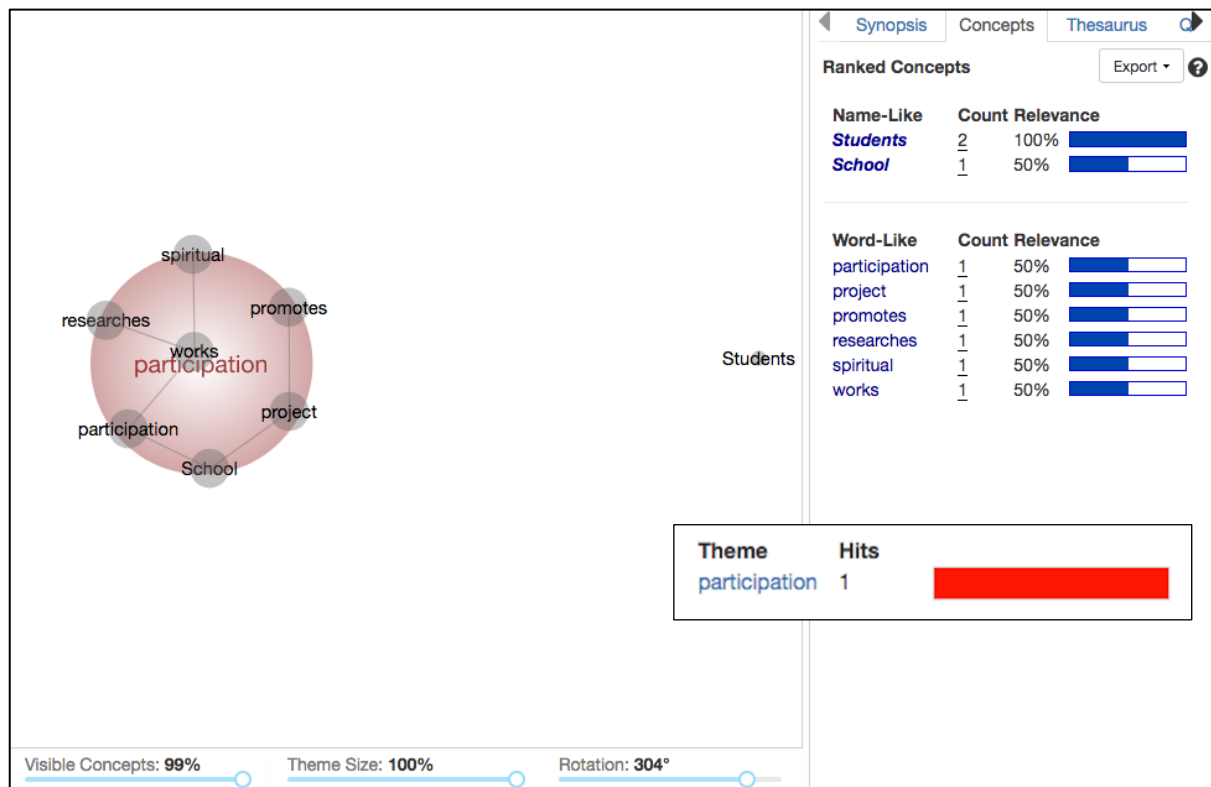 Synopsis Concepts Thesaurus Q
Ranked Concepts Export
Name-Like Count Relevance
Students 2 100%
School 1 50%
Word-Like Count Relevance
participation 1 50%
project 1 50%
promotes 1 50%
researches 1 50%
spiritual 1 50%
works 1 50%
spiritual
promotes
researches
works
participation
Students
project
participation
School
Theme Hits
participation 1
Visible Concepts: 99% Theme Size: 100% Rotation: 304°